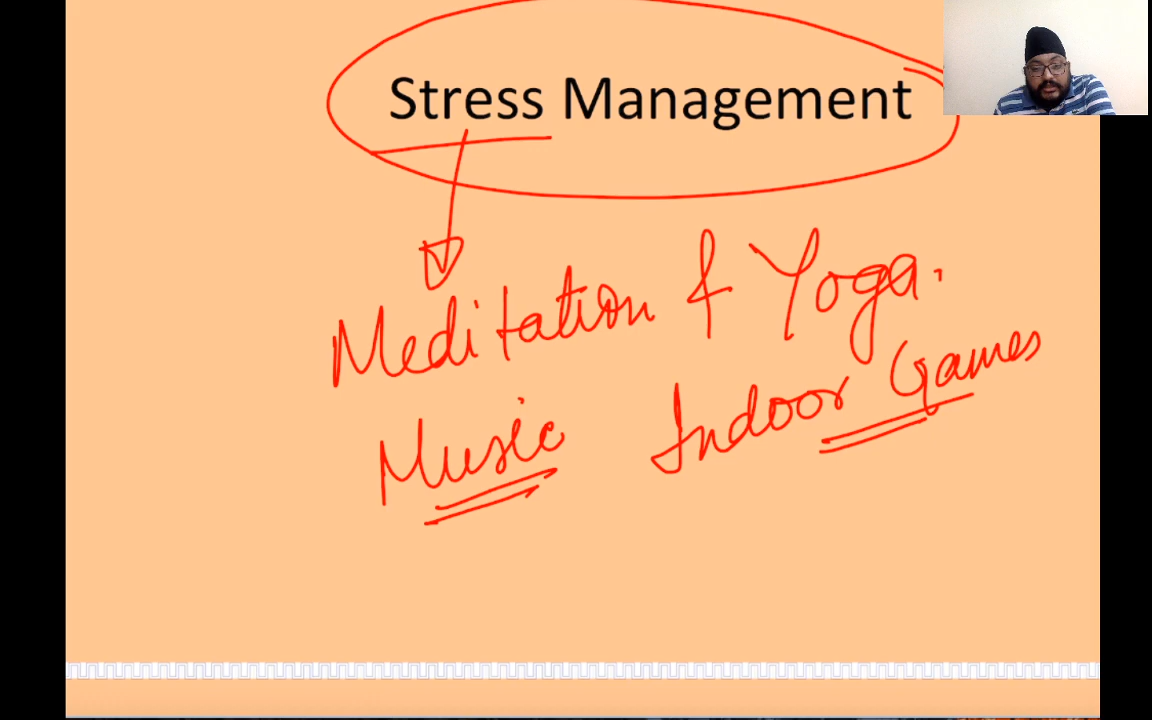 Stress Management
Meditation & Yoga.
Music Indoor Games